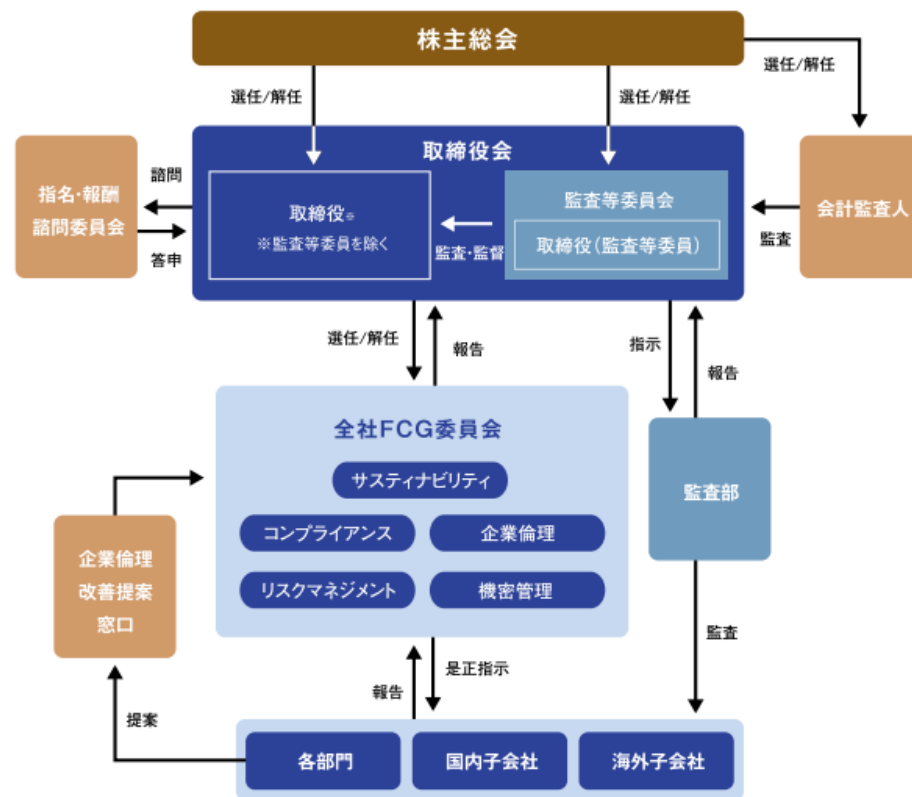 株主総会
選任/解任
選任/解任
選任/解任
取締役会
指名・報酬
諮問委員会
諮問
答申
取締役※
※監査等委員を除く
監査・監督
監査等委員会
取締役(監査等委員)
会計監査人
監査
選任/解任
報告
指示
報告
全社FCG委員会
サスティナビリティ
コンプライアンス
企業倫理
リスクマネジメント
機密管理
監査部
企業倫理
改善提案
窓口
監査
報告
是正指示
提案
各部門
国内子会社
海外子会社